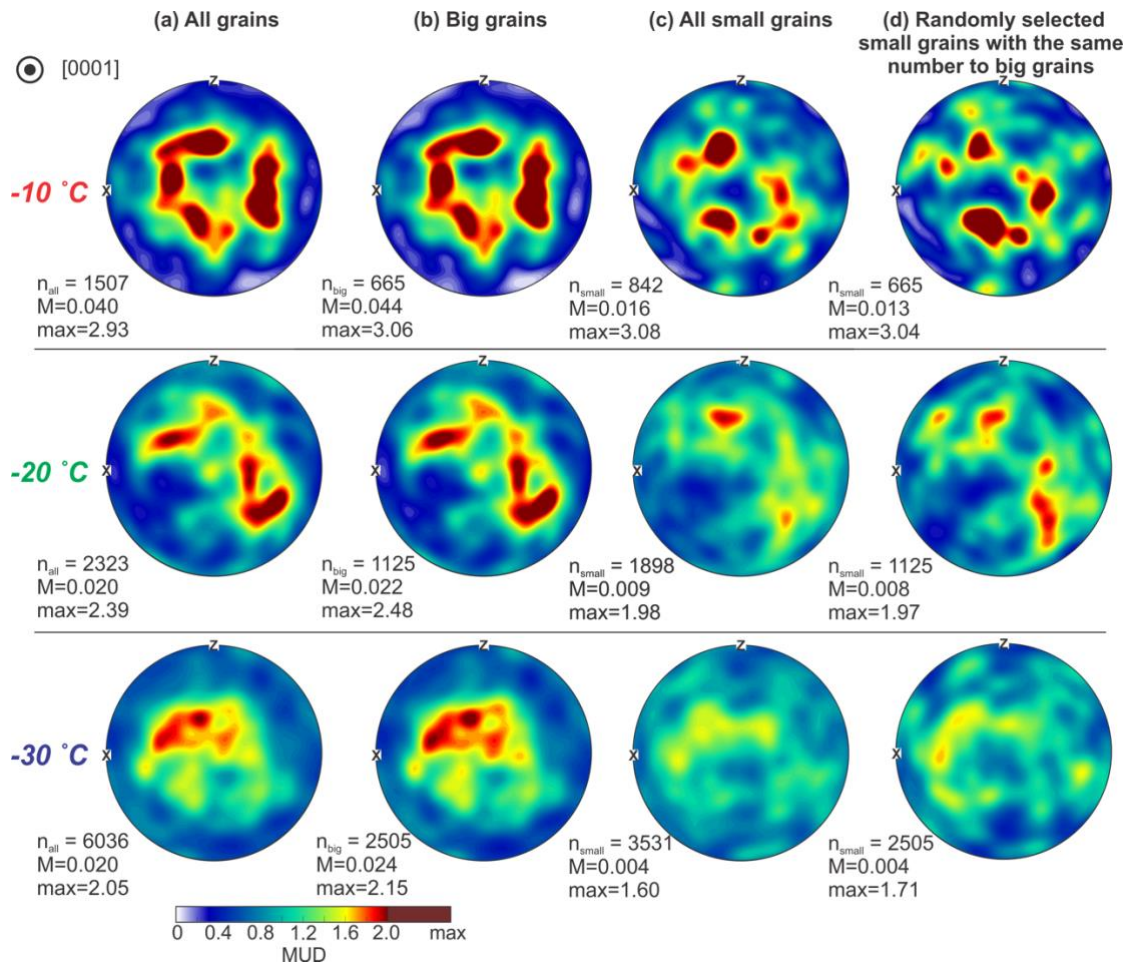 (a) All grains
(b) Big grains
(c) All small grains
(d) Randomly selected
small grains with the same
number to big grains
[0001]
Z
Z
Z
Z
-10 °C
X
X
X
X
n_all = 1507
M=0.040
max=2.93
n_big = 665
M=0.044
max=3.06
n_small = 842
M=0.016
max=3.08
n_small = 665
M=0.013
max=3.04
Z
Z
Z
Z
-20 °C
X
X
X
X
n_all = 2323
M=0.020
max=2.39
n_big = 1125
M=0.022
max=2.48
n_small = 1898
M=0.009
max=1.98
n_small = 1125
M=0.008
max=1.97
Z
Z
Z
Z
-30 °C
X
X
X
X
n_all = 6036
M=0.020
max=2.05
n_big = 2505
M=0.024
max=2.15
n_small = 3531
M=0.004
max=1.60
n_small = 2505
M=0.004
max=1.71
0 0.4 0.8 1.2 1.6 2.0 max
MUD